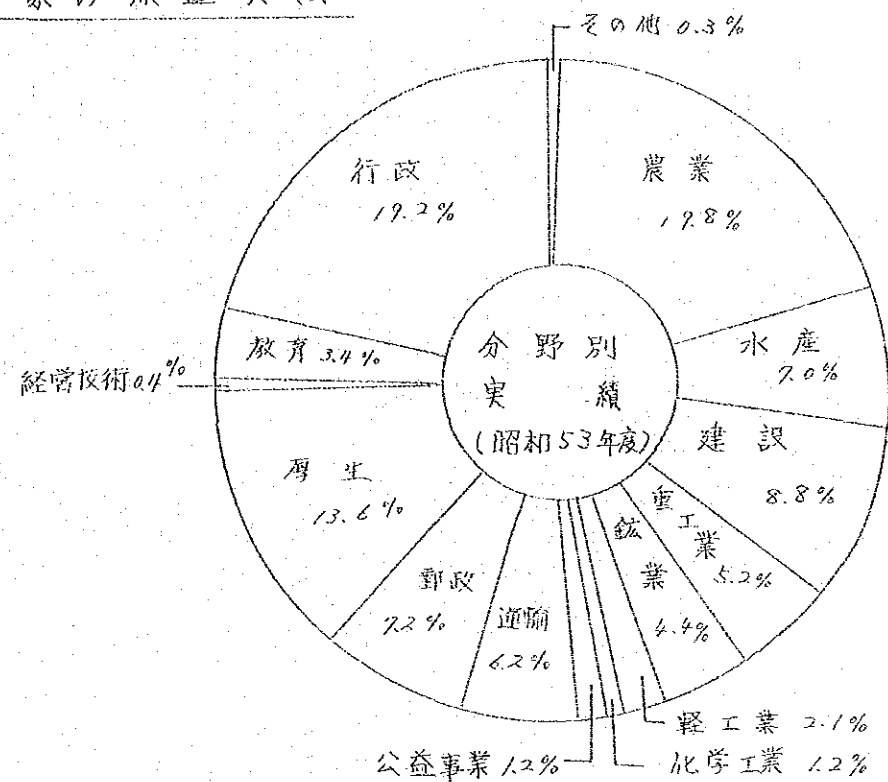 その他 0.3%
農業
19.8%
水産
7.0%
建設
8.8%
重工業
5.2%
鉱業
4.4%
軽工業 2.1%
化学工業 1.2%
公益事業 1.2%
運輸
6.2%
郵政
7.2%
厚生
13.6%
経営技術 0.4%
教育 3.4%
行政
19.2%
分野別
実績
(昭和53年度)